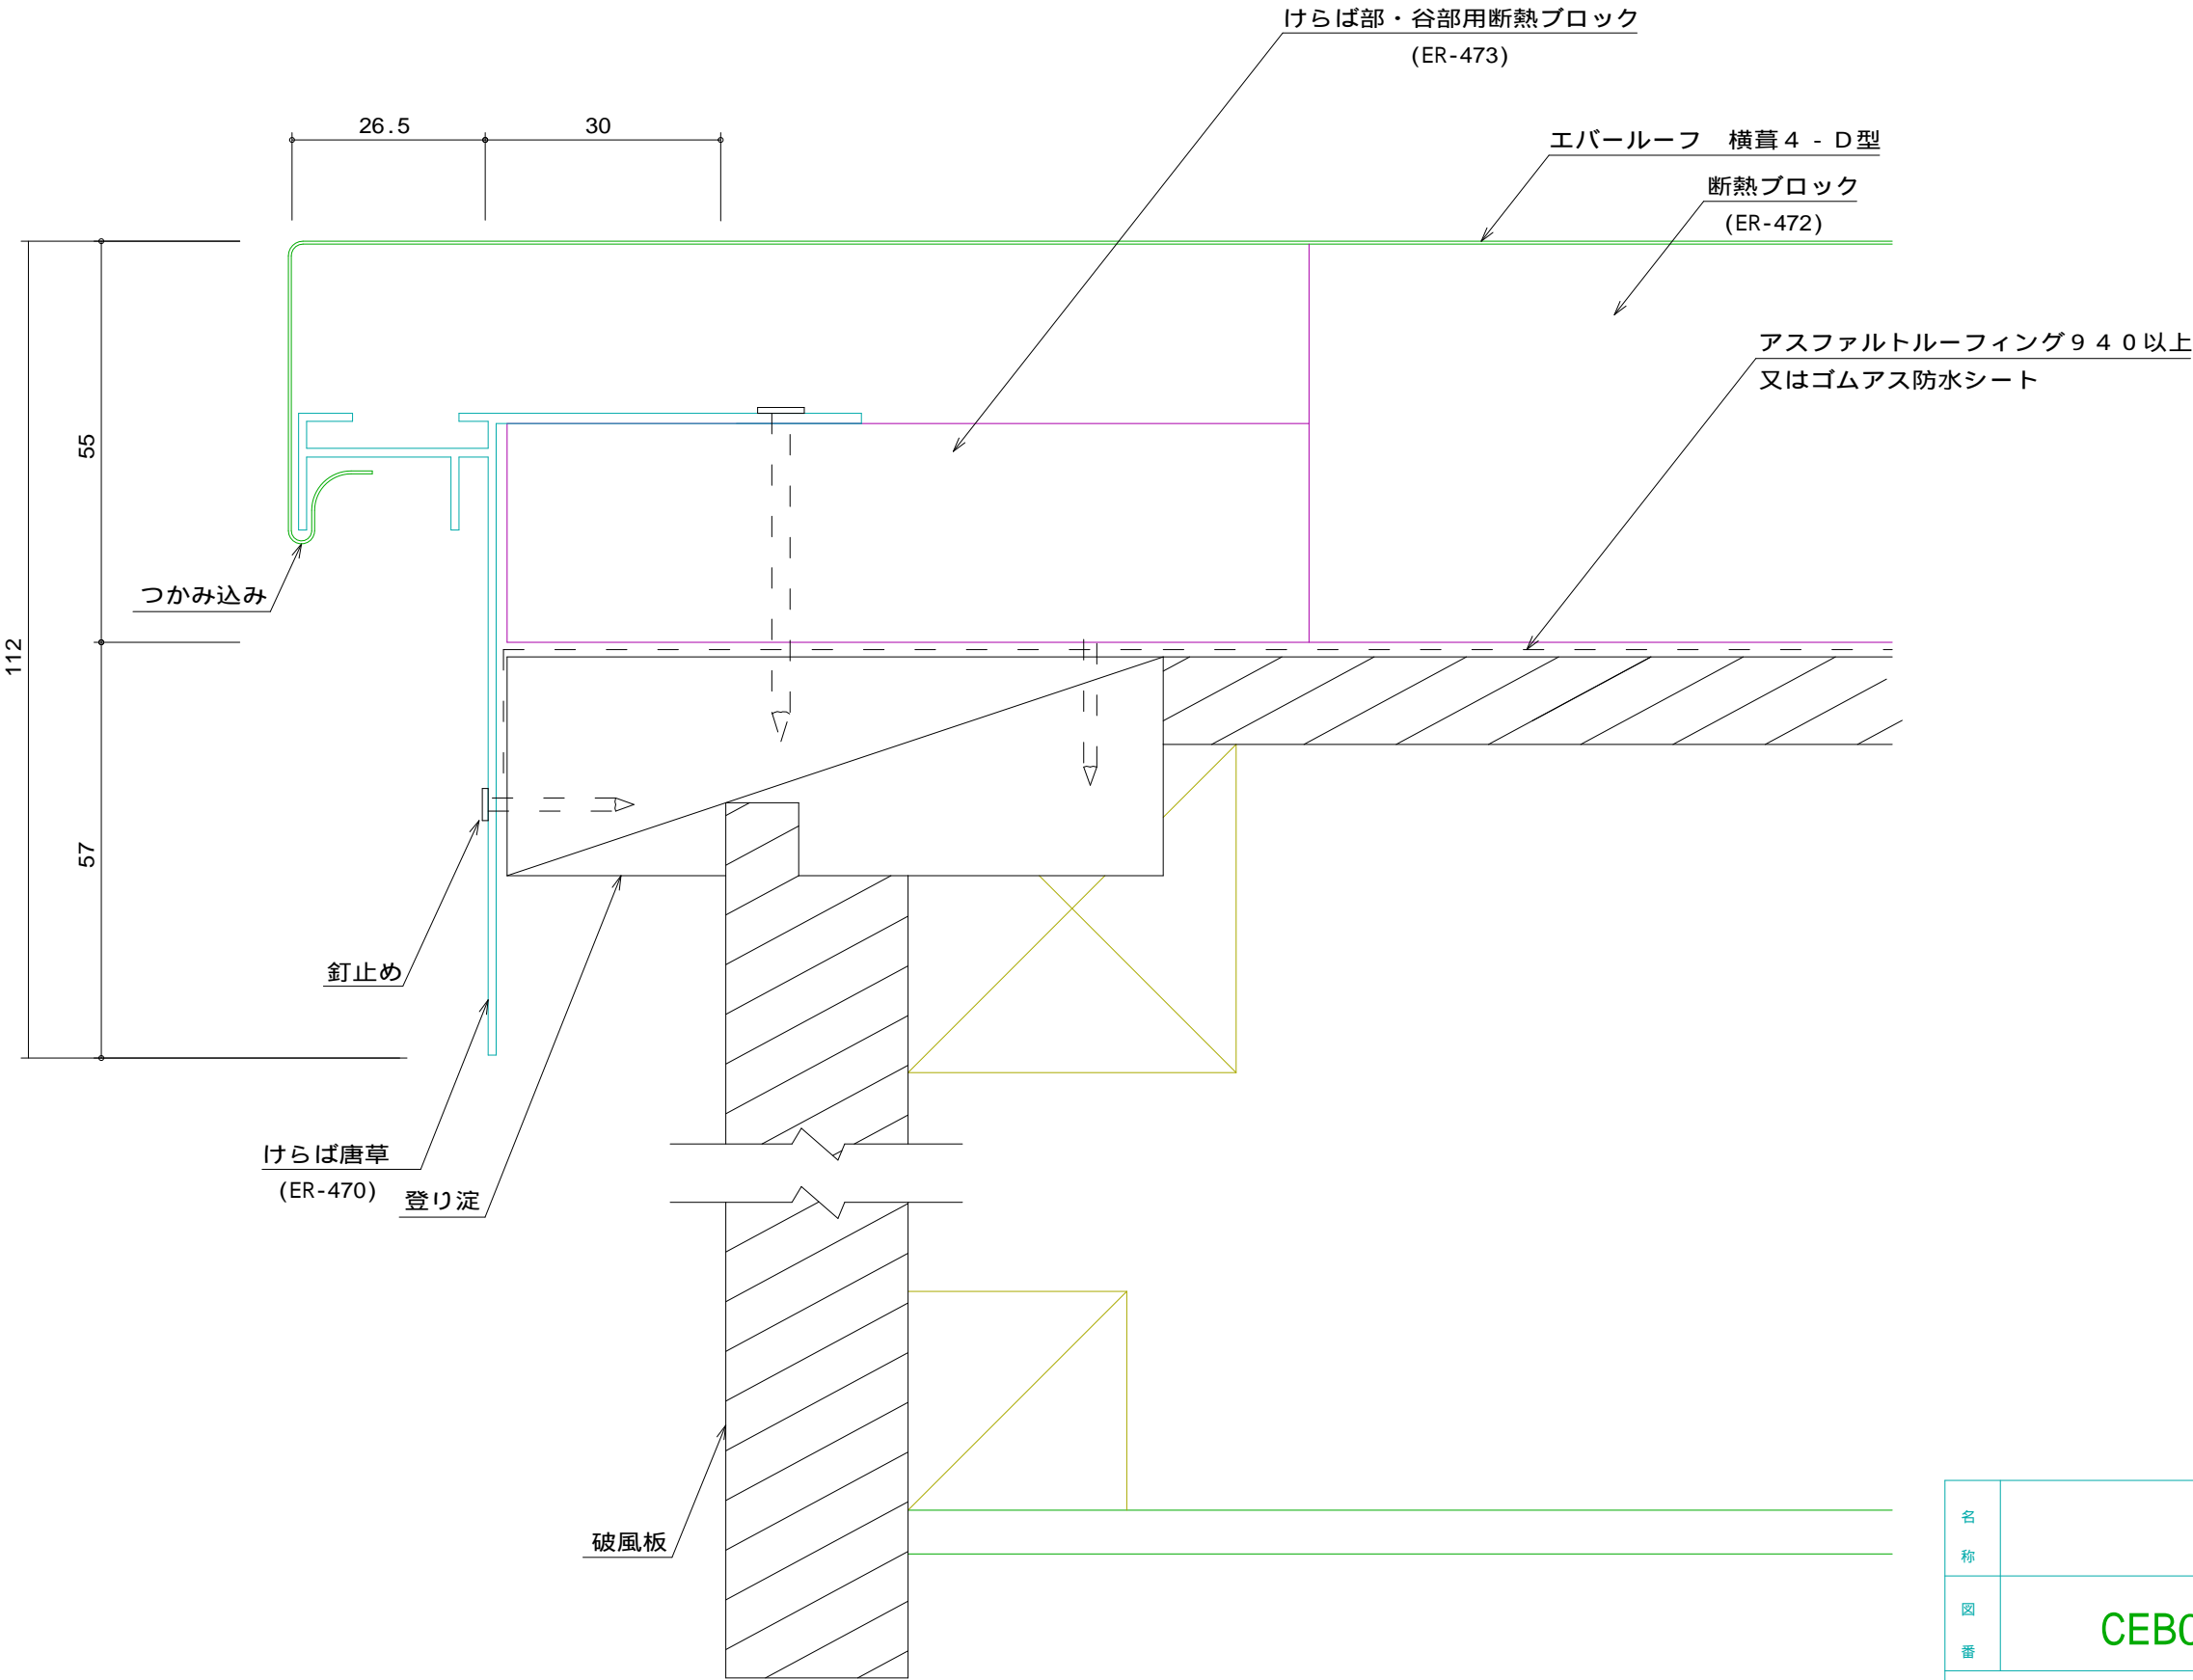 けらば部・谷部用断熱ブロック
(ER-473)
26.5
30
エバールーフ　横葺４-Ｄ型
断熱ブロック
(ER-472)
アスファルトルーフィング９４０以上
又はゴムアス防水シート
55
つかみ込み
112
57
釘止め
けらば唐草
(ER-470)
登り淀
破風板
名称
図番